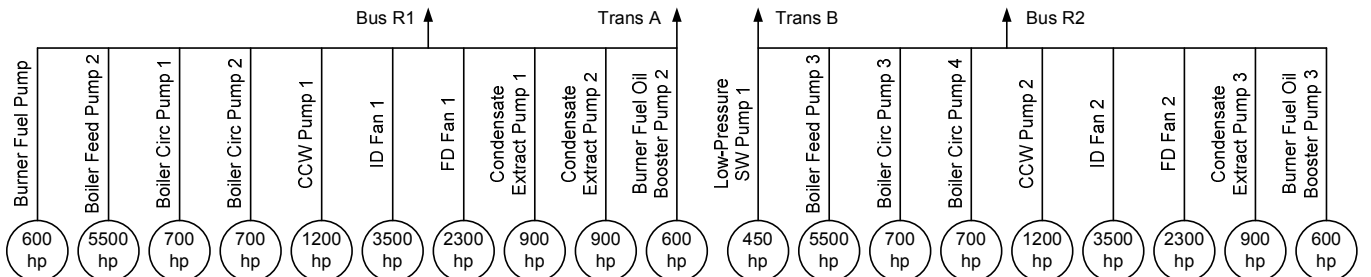 Bus R1
Trans A
Trans B
Bus R2
Burner Fuel Pump
Boiler Feed Pump 2
Boiler Circ Pump 1
Boiler Circ Pump 2
CCW Pump 1
ID Fan 1
FD Fan 1
Condensate
Extract Pump 1
Condensate
Extract Pump 2
Burner Fuel Oil
Booster Pump 2
Low-Pressure
SW Pump 1
Boiler Feed Pump 3
Boiler Circ Pump 3
Boiler Circ Pump 4
CCW Pump 2
ID Fan 2
FD Fan 2
Condensate
Extract Pump 3
Burner Fuel Oil
Booster Pump 3
600
hp
5500
hp
700
hp
700
hp
1200
hp
3500
hp
2300
hp
900
hp
900
hp
600
hp
450
hp
5500
hp
700
hp
700
hp
1200
hp
3500
hp
2300
hp
900
hp
600
hp